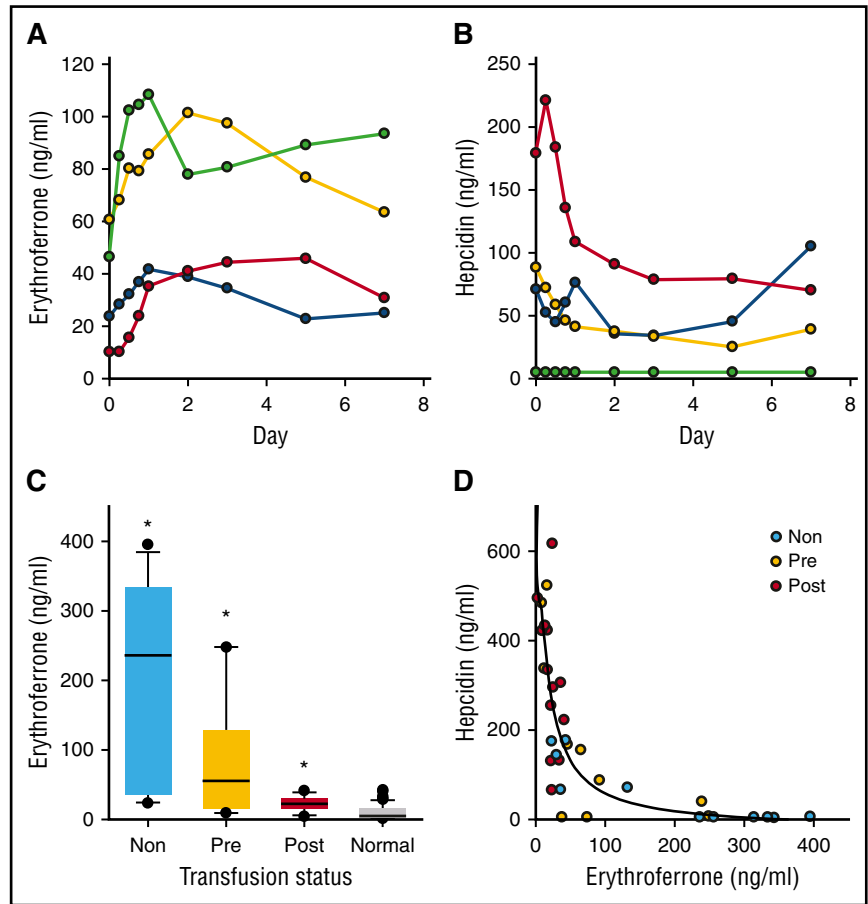 A
Erythroferrone (ng/ml)
120
100
80
60
40
20
0
0 2 4 6 8
Day
B
Hepcidin (ng/ml)
250
200
150
100
50
0
0 2 4 6 8
Day
C
Erythroferrone (ng/ml)
400
300
200
100
0
* * *
Non Pre Post Normal
Transfusion status
D
Hepcidin (ng/ml)
600
400
200
0
Non
Pre
Post
0 100 200 300 400
Erythroferrone (ng/ml)